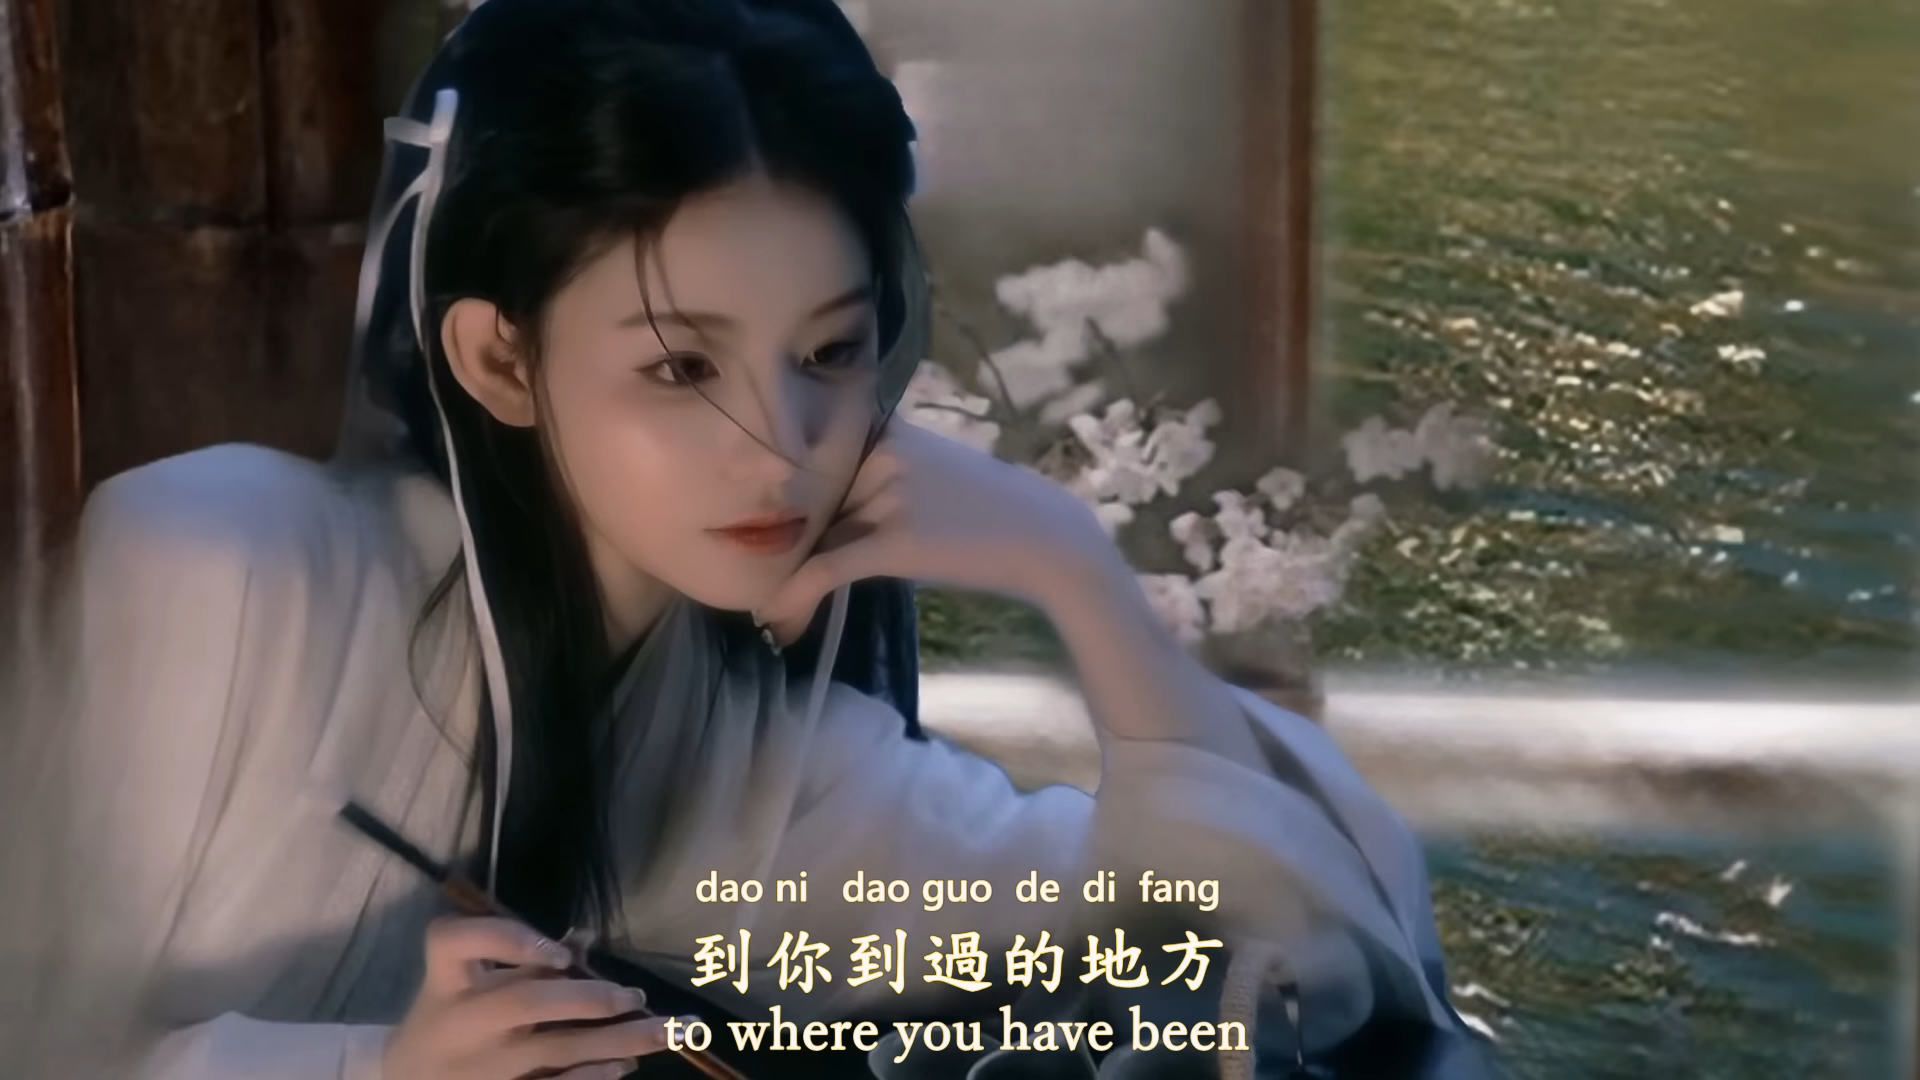 dao ni dao guo de di fang
到你到過的地方
to where you have been